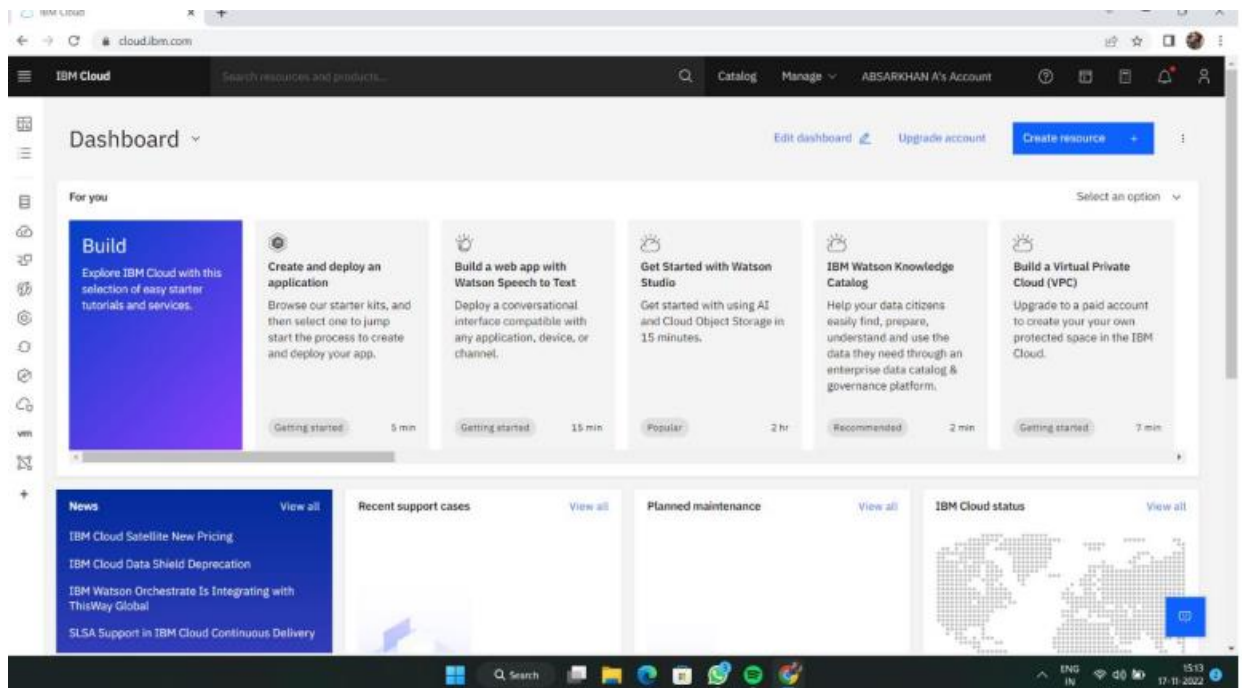 IBM Cloud
cloud.ibm.com
IBM Cloud
Search resources and products...
Catalog
Manage
ABSARKHAN A's Account
Dashboard
Edit dashboard
Upgrade account
Create resource +
For you
Select an option
Build
Explore IBM Cloud with this
selection of easy starter
tutorials and services.
Create and deploy an
application
Browse our starter kits, and
then select one to jump
start the process to create
and deploy your app.
Getting started
5 min
Build a web app with
Watson Speech to Text
Deploy a conversational
interface compatible with
any application, device, or
channel.
Getting started
15 min
Get Started with Watson
Studio
Get started with using AI
and Cloud Object Storage in
15 minutes.
Popular
2 hr
IBM Watson Knowledge
Catalog
Help your data citizens
easily find, prepare,
understand and use the
data they need through an
enterprise data catalog &
governance platform.
Recommended
2 min
Build a Virtual Private
Cloud (VPC)
Upgrade to a paid account
to create your your own
protected space in the IBM
Cloud.
Getting started
7 min
vm
News
View all
IBM Cloud Satellite New Pricing
IBM Cloud Data Shield Deprecation
IBM Watson Orchestrate Is Integrating with
ThisWay Global
SLSA Support in IBM Cloud Continuous Delivery
Recent support cases
View all
Planned maintenance
View all
IBM Cloud status
View all
Search
ENG
IN
15:13
17-11-2022